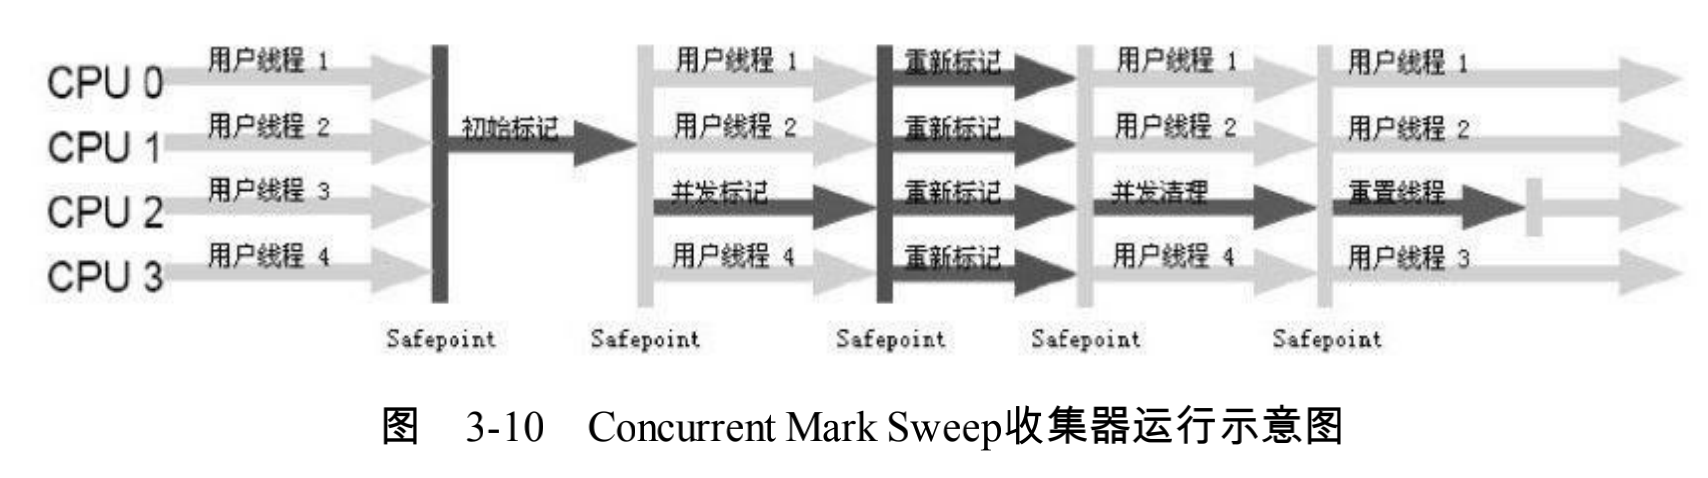 CPU 0 用户线程 1 用户线程 1 重新标记 用户线程 1 用户线程 1
CPU 1 用户线程 2 初始标记 用户线程 2 重新标记 用户线程 2 用户线程 2
CPU 2 用户线程 3 并发标记 重新标记 并发清理 重置线程
CPU 3 用户线程 4 用户线程 4 重新标记 用户线程 4 用户线程 3
Safepoint Safepoint Safepoint Safepoint Safepoint
图 3-10 Concurrent Mark Sweep收集器运行示意图